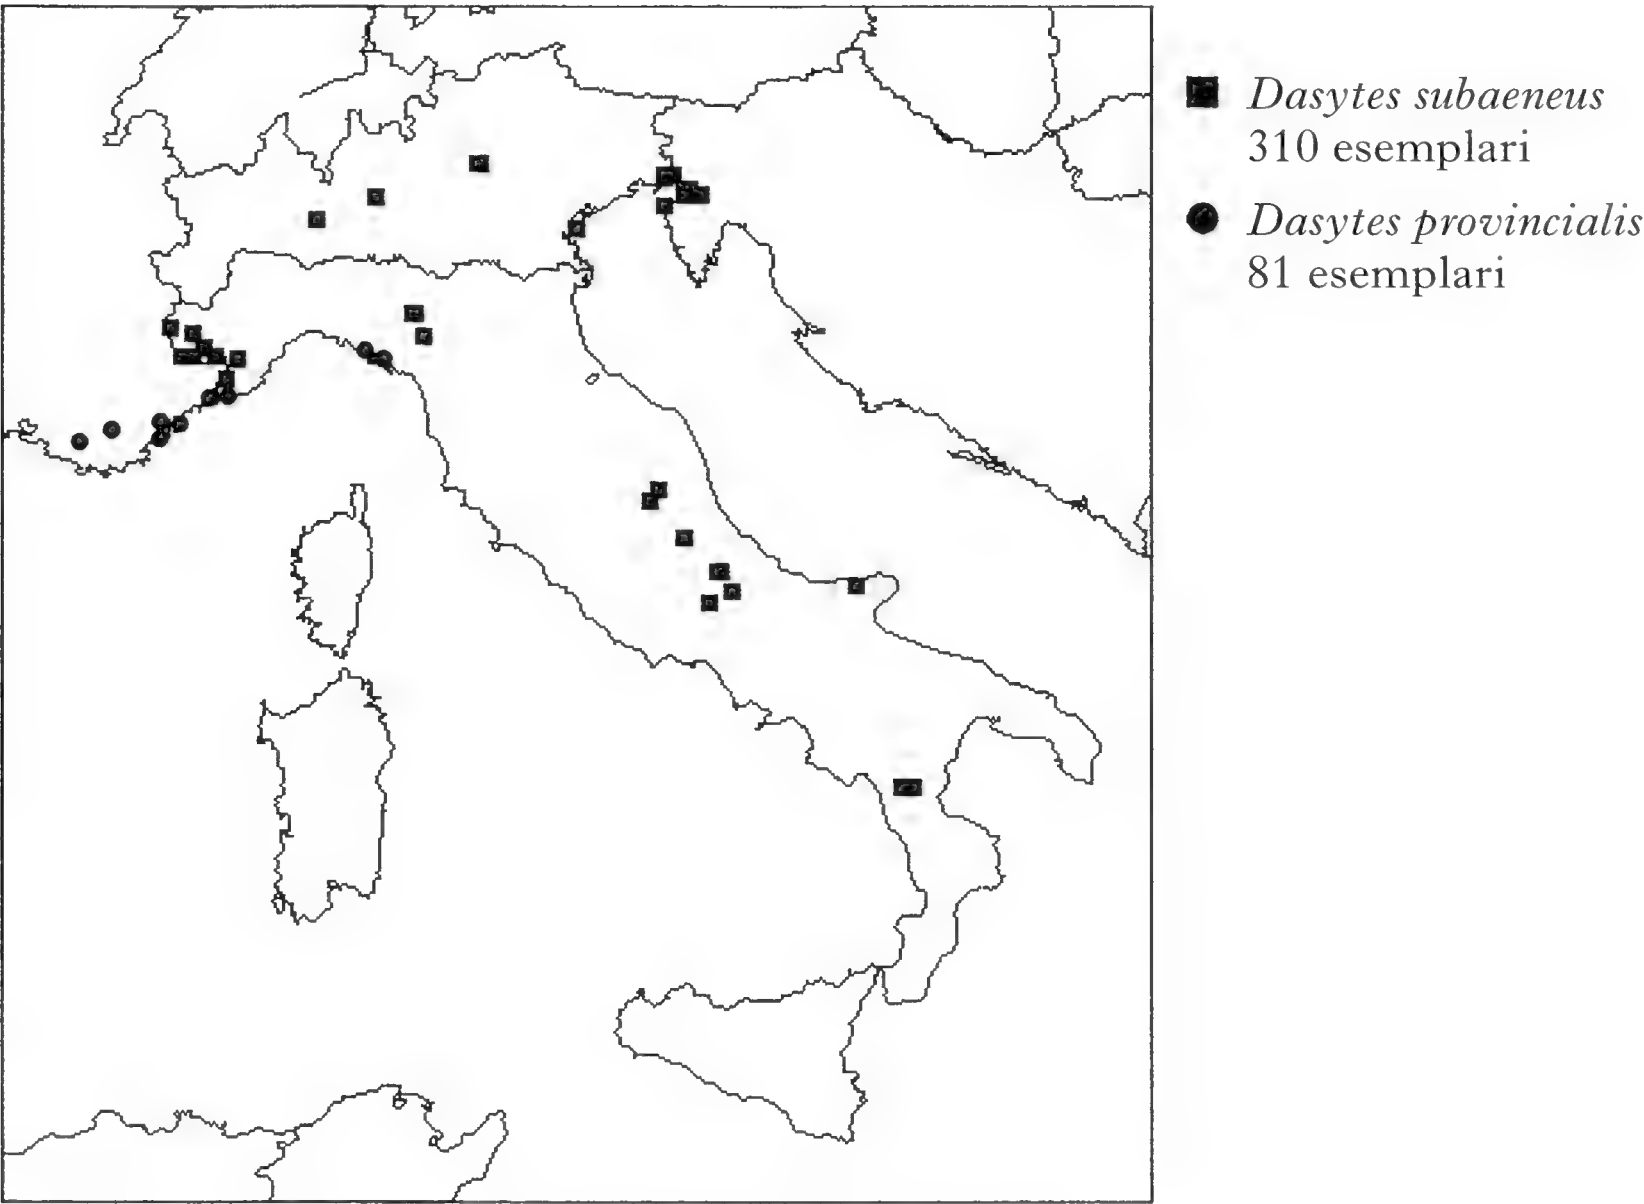 Dasytes subaeneus
310 esemplari
Dasytes provincialis
81 esemplari